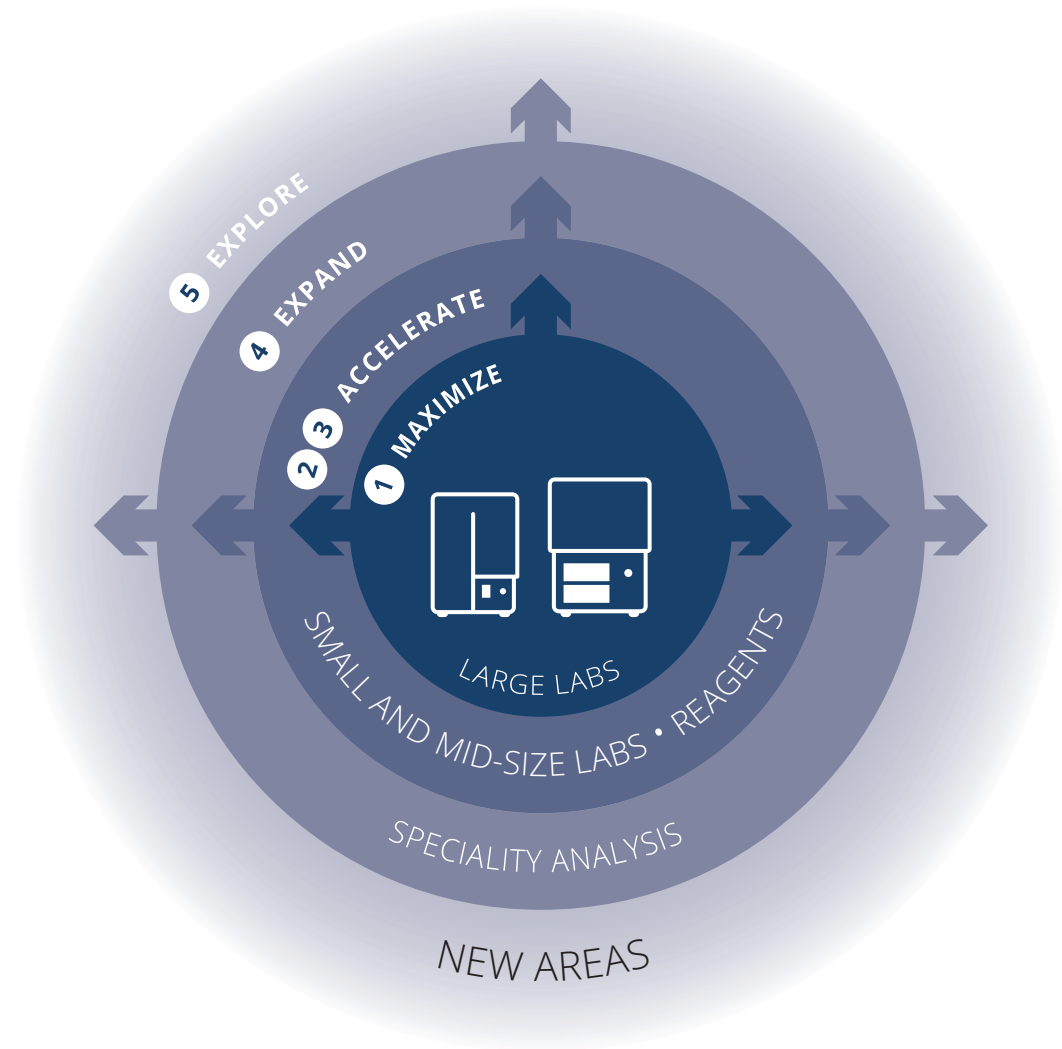 5 EXPLORE
4 EXPAND
2 3 ACCELERATE
1 MAXIMIZE
LARGE LABS
SMALL AND MID-SIZE LABS • REAGENTS
SPECIALITY ANALYSIS
NEW AREAS